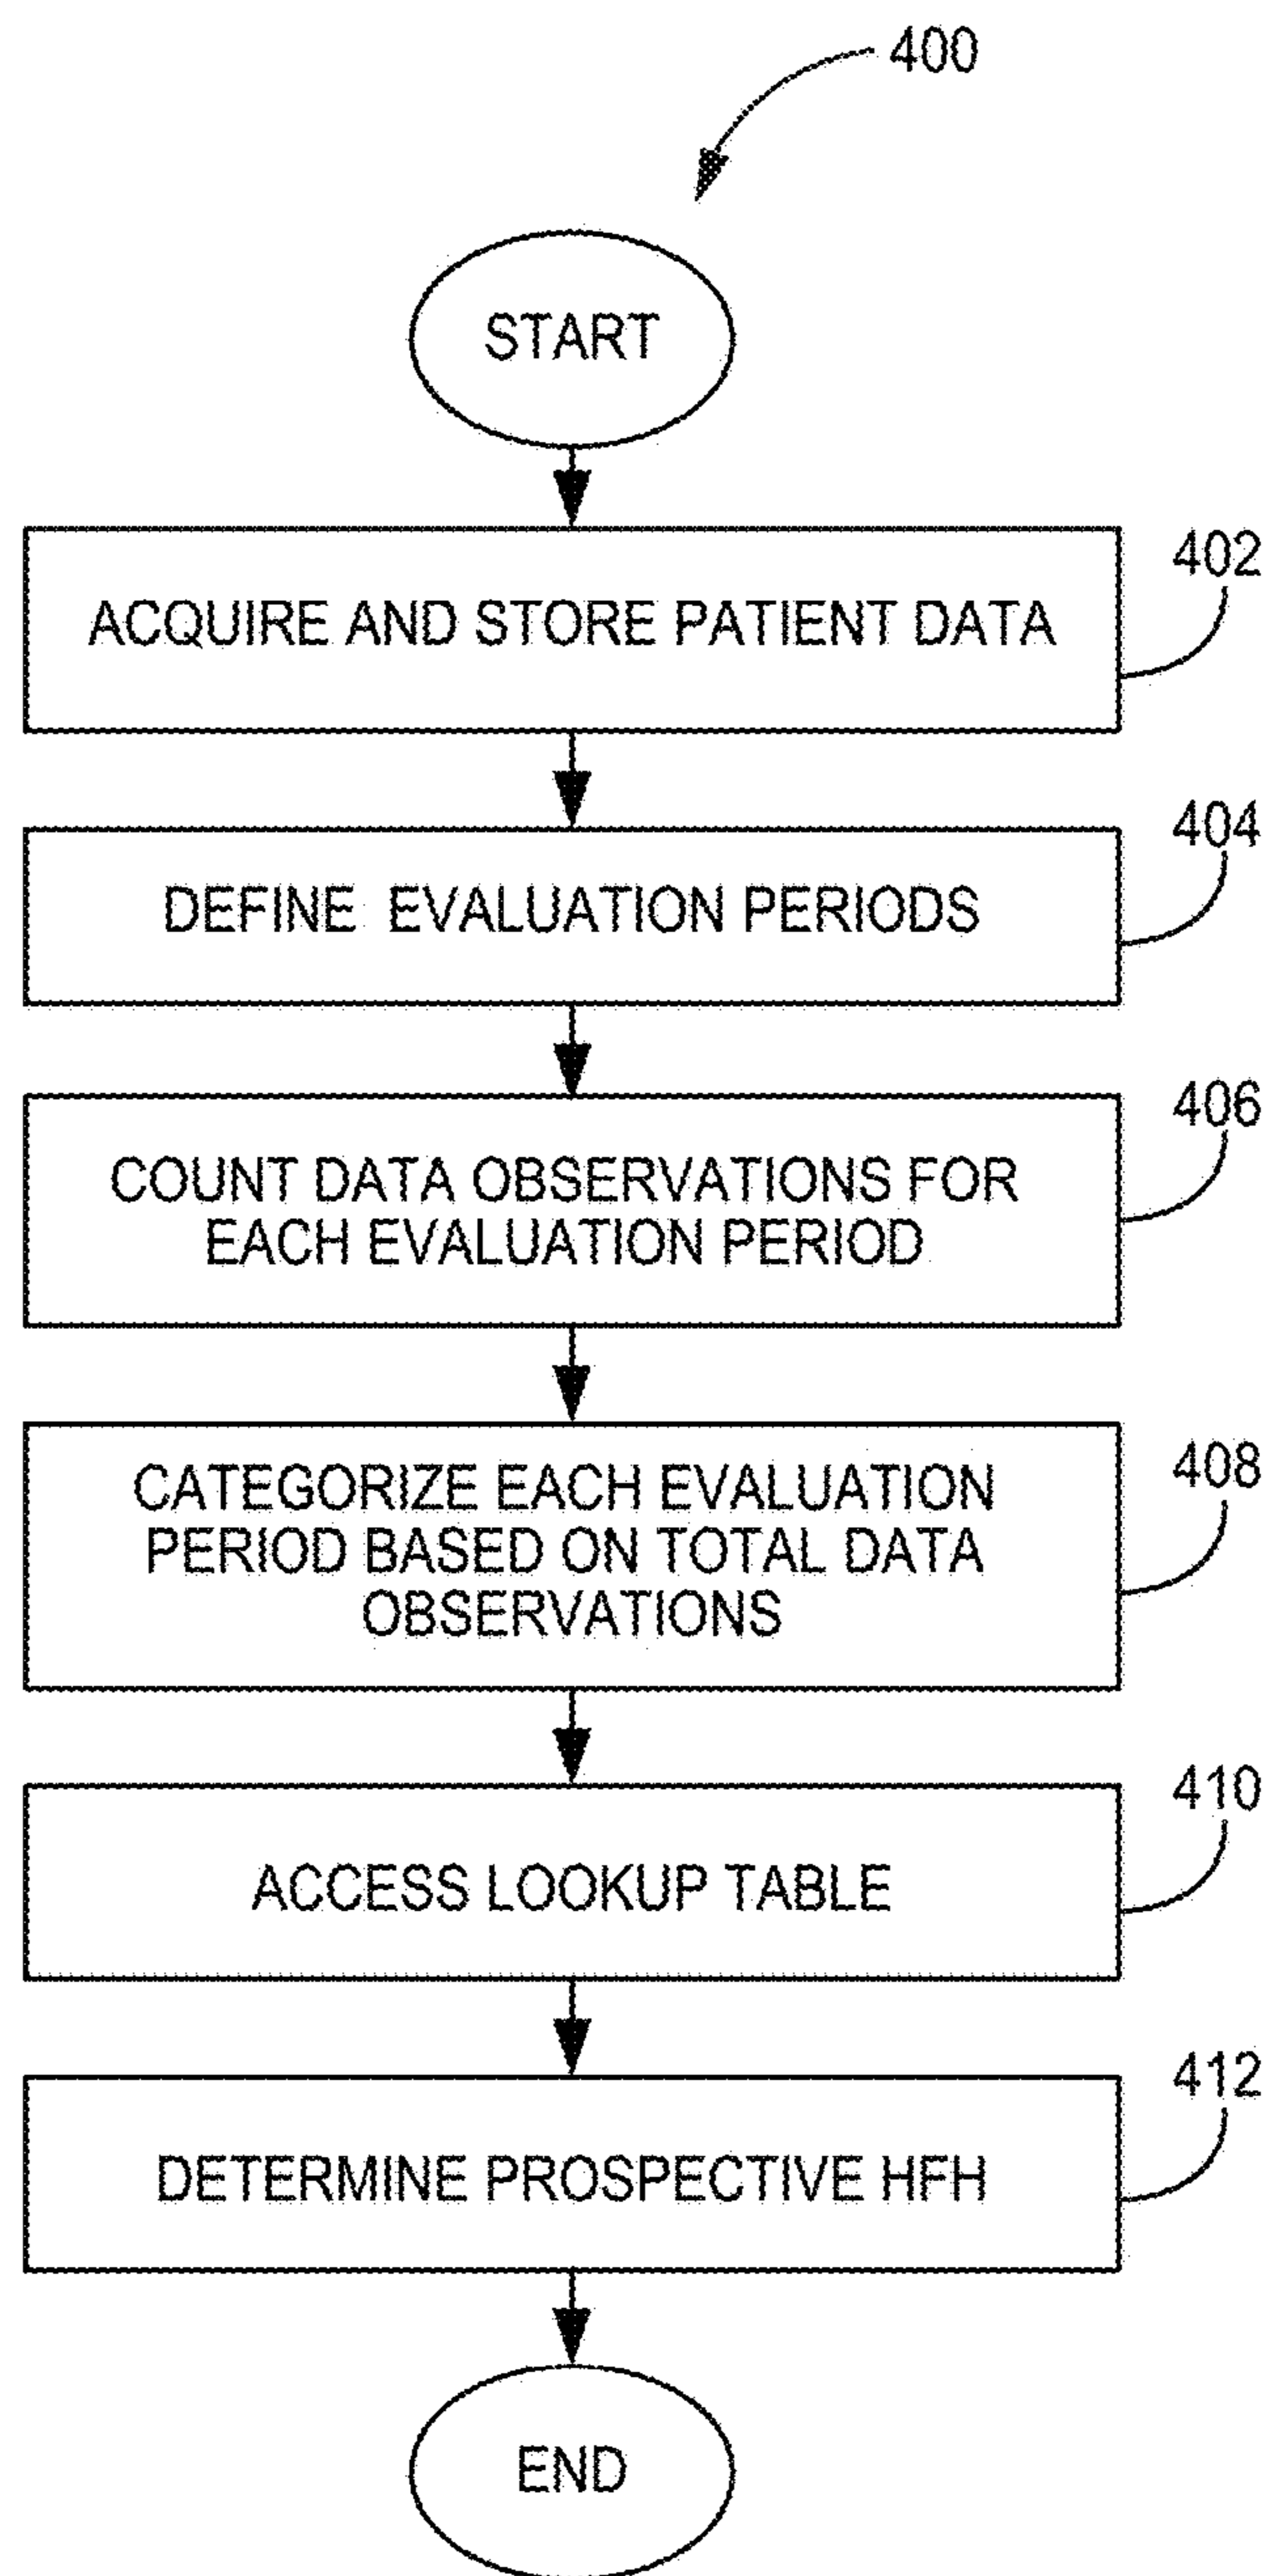 400
START
402
ACQUIRE AND STORE PATIENT DATA
404
DEFINE EVALUATION PERIODS
406
COUNT DATA OBSERVATIONS FOR
EACH EVALUATION PERIOD
408
CATEGORIZE EACH EVALUATION
PERIOD BASED ON TOTAL DATA
OBSERVATIONS
410
ACCESS LOOKUP TABLE
412
DETERMINE PROSPECTIVE HFH
END